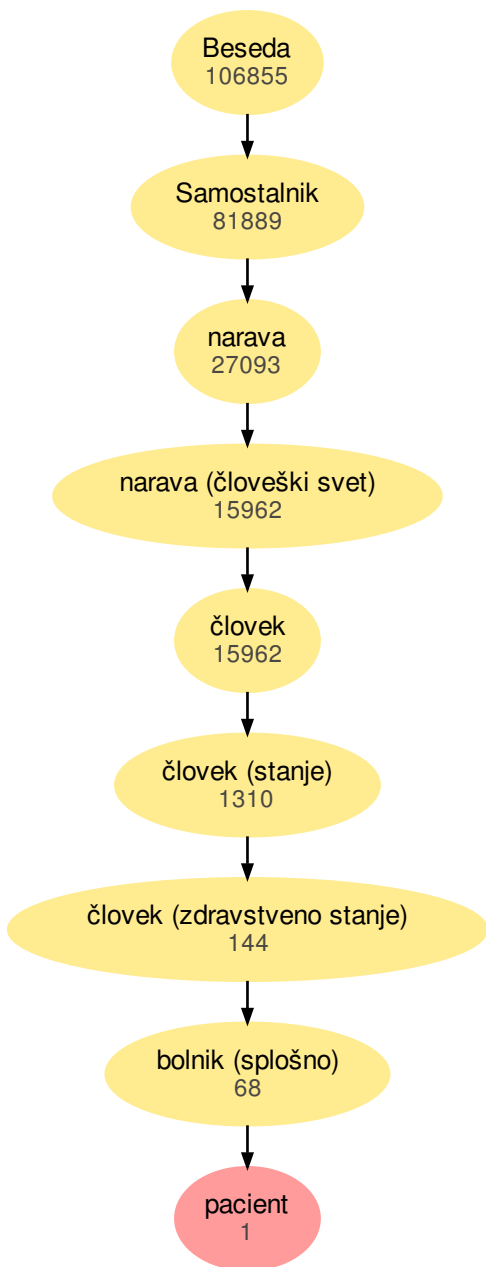 Beseda
106855
Samostalnik
81889
narava
27093
narava (človeški svet)
15962
človek
15962
človek (stanje)
1310
človek (zdravstveno stanje)
144
bolnik (splošno)
68
pacient
1